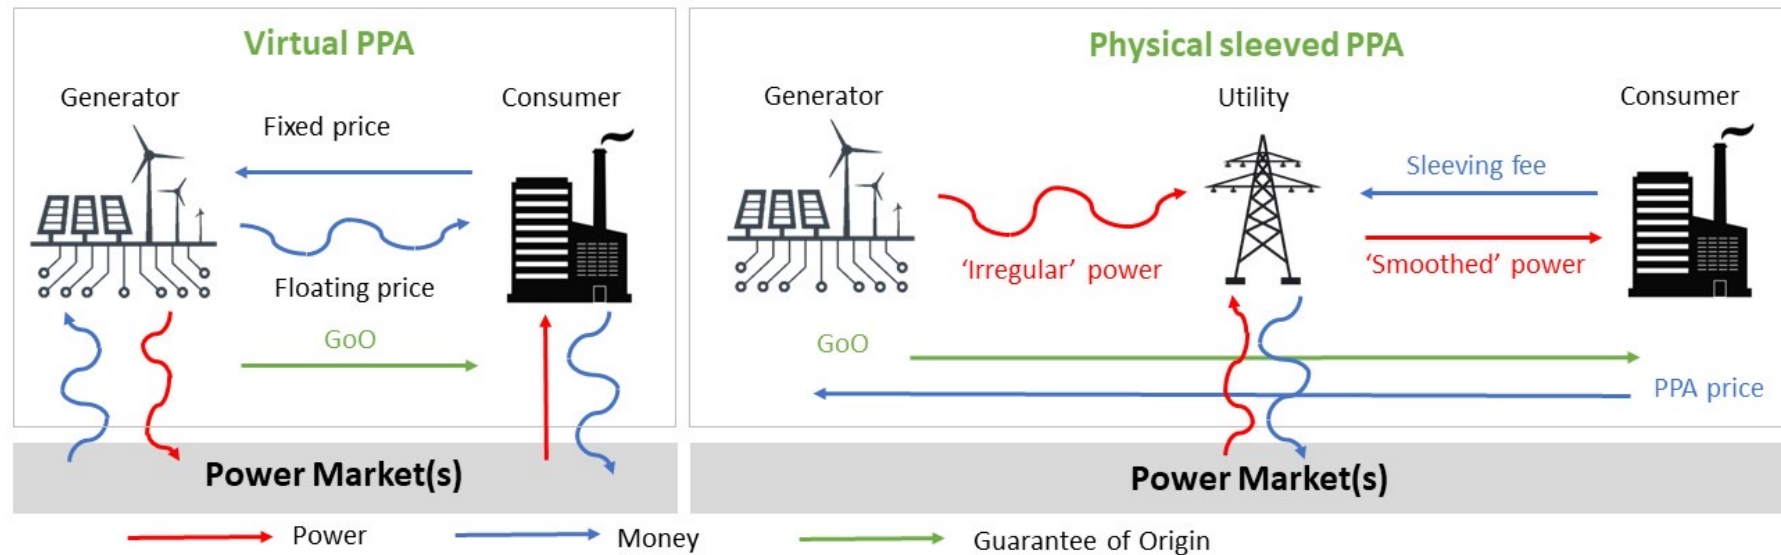 Virtual PPA
Generator
Consumer
Fixed price
Floating price
GoO
Power Market(s)
Physical sleeved PPA
Generator
Utility
Consumer
Sleeving fee
‘Irregular’ power
‘Smoothed’ power
GoO
PPA price
Power Market(s)
Power
Money
Guarantee of Origin